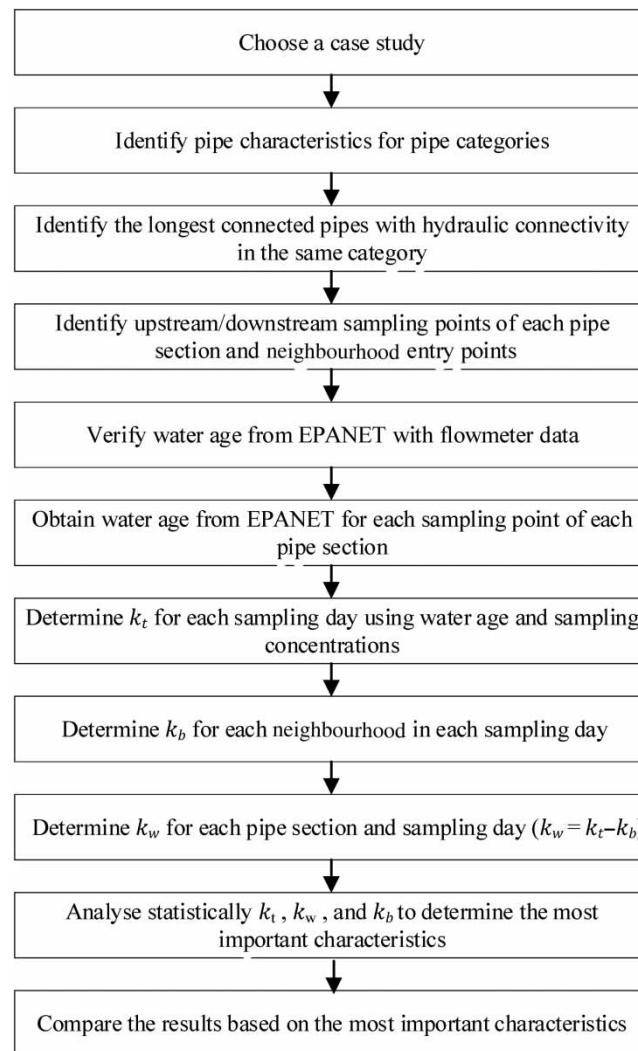 Choose a case study
Identify pipe characteristics for pipe categories
Identify the longest connected pipes with hydraulic connectivity
in the same category
Identify upstream/downstream sampling points of each pipe
section and neighbourhood entry points
Verify water age from EPANET with flowmeter data
Obtain water age from EPANET for each sampling point of each
pipe section
Determine k_t for each sampling day using water age and sampling
concentrations
Determine k_b for each neighbourhood in each sampling day
Determine k_w for each pipe section and sampling day (k_w = k_t–k_b)
Analyse statistically k_t , k_w , and k_b to determine the most
important characteristics
Compare the results based on the most important characteristics